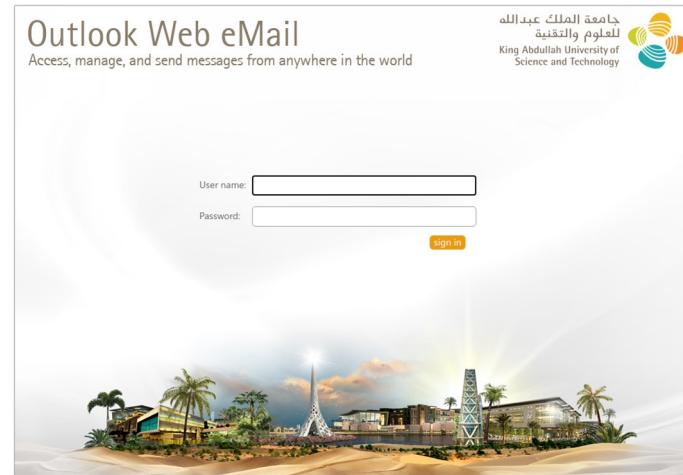 Outlook Web eMail
Access, manage, and send messages from anywhere in the world
جامعة الملك عبدالله
للعلوم والتقنية
King Abdullah University of
Science and Technology
User name:
Password:
sign in